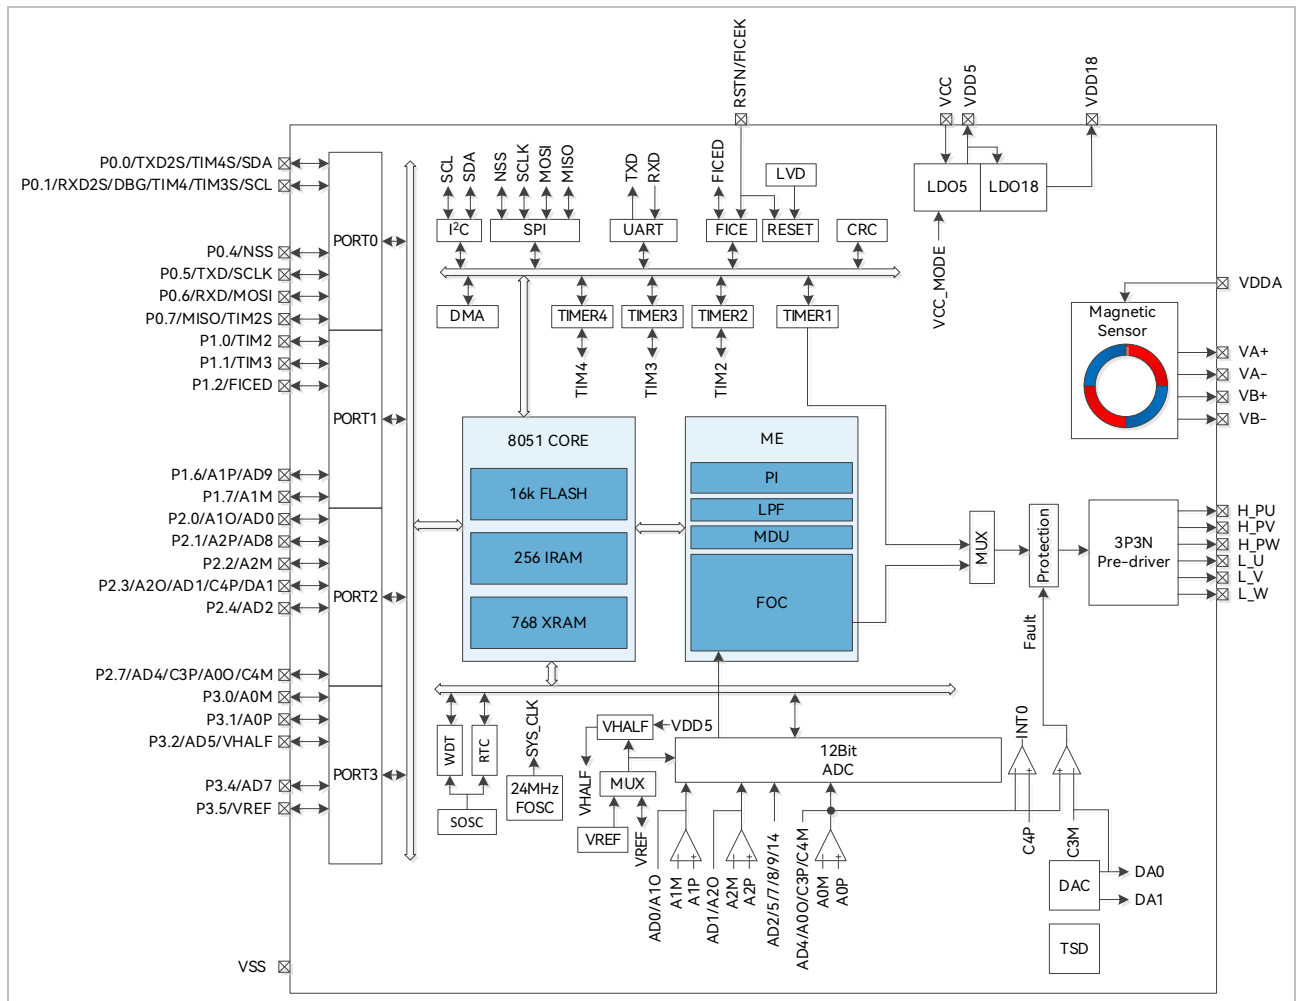 RSTN/FICEK
VCC
VDD5
VDD18
P0.0/TXD2S/TIM4S/SDA
P0.1/RXD2S/DBG/TIM4/TIM3S/SCL
P0.4/NSS
P0.5/TXD/SCLK
P0.6/RXD/MOSI
P0.7/MISO/TIM2S
P1.0/TIM2
P1.1/TIM3
P1.2/FICED
P1.6/A1P/AD9
P1.7/A1M
P2.0/A1O/AD0
P2.1/A2P/AD8
P2.2/A2M
P2.3/A2O/AD1/C4P/DA1
P2.4/AD2
P2.7/AD4/C3P/A0O/C4M
P3.0/A0M
P3.1/A0P
P3.2/AD5/VHALF
P3.4/AD7
P3.5/VREF
VSS
PORT0
PORT1
PORT2
PORT3
SCL
SDA
NSS
SCLK
MOSI
MISO
TXD
RXD
FICED
LVD
I²C
SPI
UART
FICE
RESET
CRC
DMA
TIMER4
TIMER3
TIMER2
TIMER1
TIM4
TIM3
TIM2
LDO5
LDO18
VCC_MODE
VDDA
Magnetic
Sensor
VA+
VA-
VB+
VB-
8051 CORE
16k FLASH
256 IRAM
768 XRAM
ME
PI
LPF
MDU
FOC
MUX
Protection
3P3N
Pre-driver
H_PU
H_PV
H_PW
L_U
L_V
L_W
Fault
WDT
RTC
SOSC
SYS_CLK
24MHz
FOSC
VHALF
VDD5
VHALF
MUX
VREF
VREF
12Bit
ADC
INT0
AD0/A1O
A1M
A1P
AD1/A2O
A2M
A2P
AD2/5/7/8/9/14
AD4/A0O/C3P/C4M
A0M
A0P
C4P
C3M
DAC
DA0
DA1
TSD